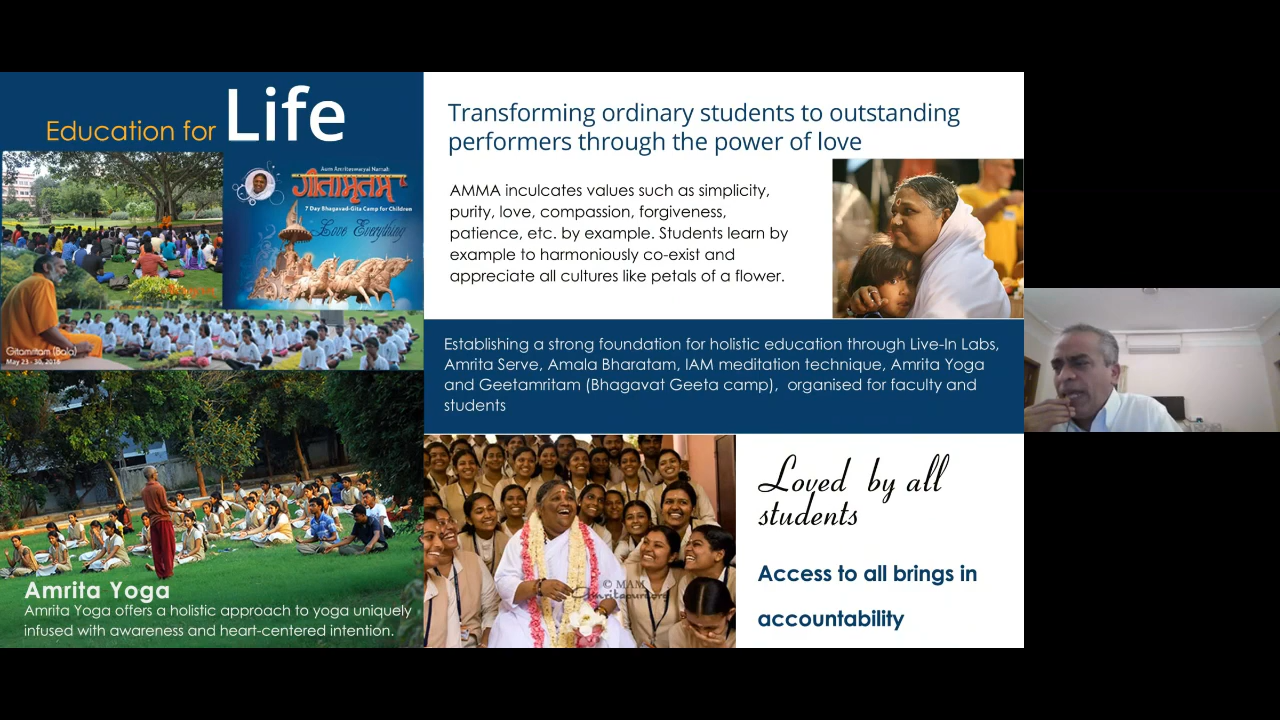 Education for Life
Aum Amriteswaryai Namah
गीतामृतम्
7 Day Bhagavad-Gita Camp for Children
Love Everything
Gitamritam (Bala)
May 23 - 30, 2016
Amrita Yoga
Amrita Yoga offers a holistic approach to yoga uniquely
infused with awareness and heart-centered intention.
Transforming ordinary students to outstanding
performers through the power of love
AMMA inculcates values such as simplicity,
purity, love, compassion, forgiveness,
patience, etc. by example. Students learn by
example to harmoniously co-exist and
appreciate all cultures like petals of a flower.
Establishing a strong foundation for holistic education through Live-In Labs,
Amrita Serve, Amala Bharatam, IAM meditation technique, Amrita Yoga
and Geetamritam (Bhagavat Geeta camp), organised for faculty and
students
© MAM
Amritapuri.org
Loved by all
students
Access to all brings in
accountability